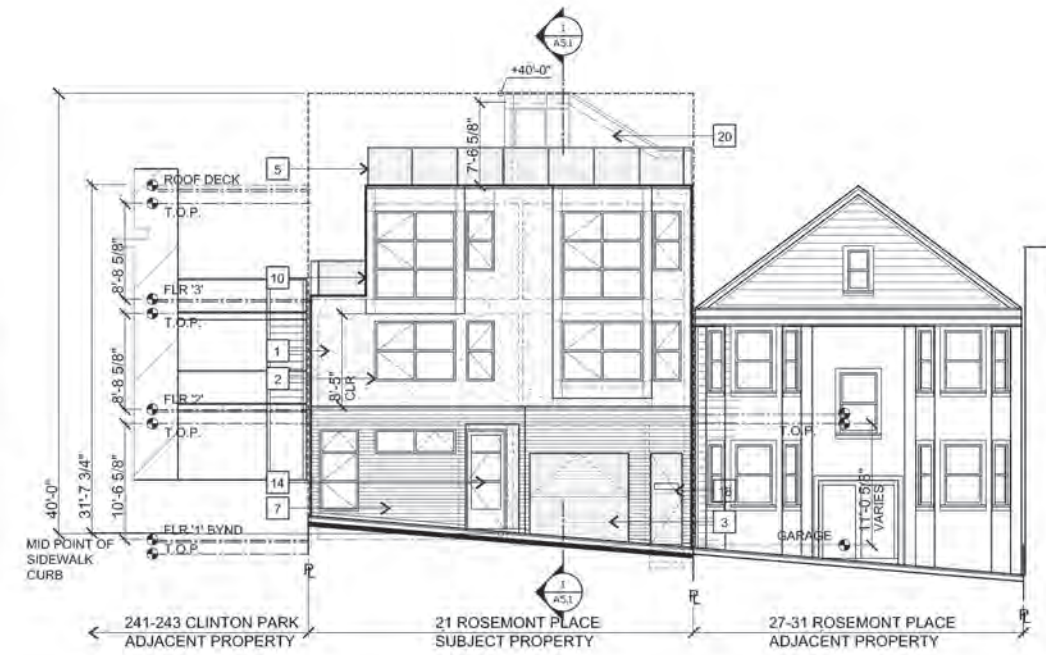 1
A5.1
+40'-0"
7'-6 5/8"
20
5
ROOF DECK
T.O.P.
8'-8 5/8"
10
FLR '3'
T.O.P.
1
2
8'-5"
CLR
8'-8 5/8"
FLR '2'
T.O.P.
T.O.P.
40'-0"
31'-7 3/4"
10'-6 5/8"
14
7
18
3
11'-0 5/8"
VARIES
GARAGE
FLR '1' BYND
T.O.P
MID POINT OF
SIDEWALK
CURB
PL
PL
PL
1
A5.1
241-243 CLINTON PARK
ADJACENT PROPERTY
21 ROSEMONT PLACE
SUBJECT PROPERTY
27-31 ROSEMONT PLACE
ADJACENT PROPERTY